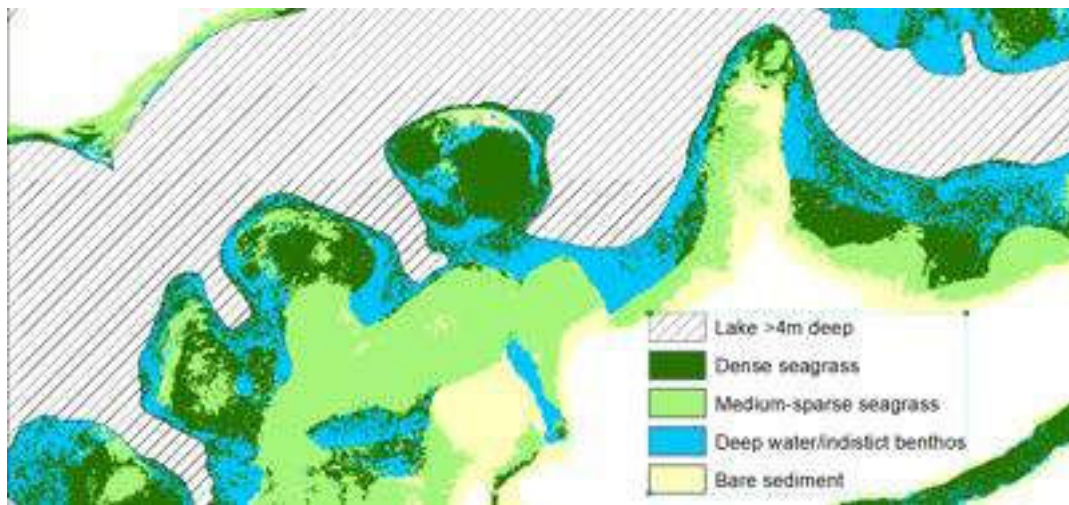 Lake >4m deep
Dense seagrass
Medium-sparse seagrass
Deep water/indistict benthos
Bare sediment